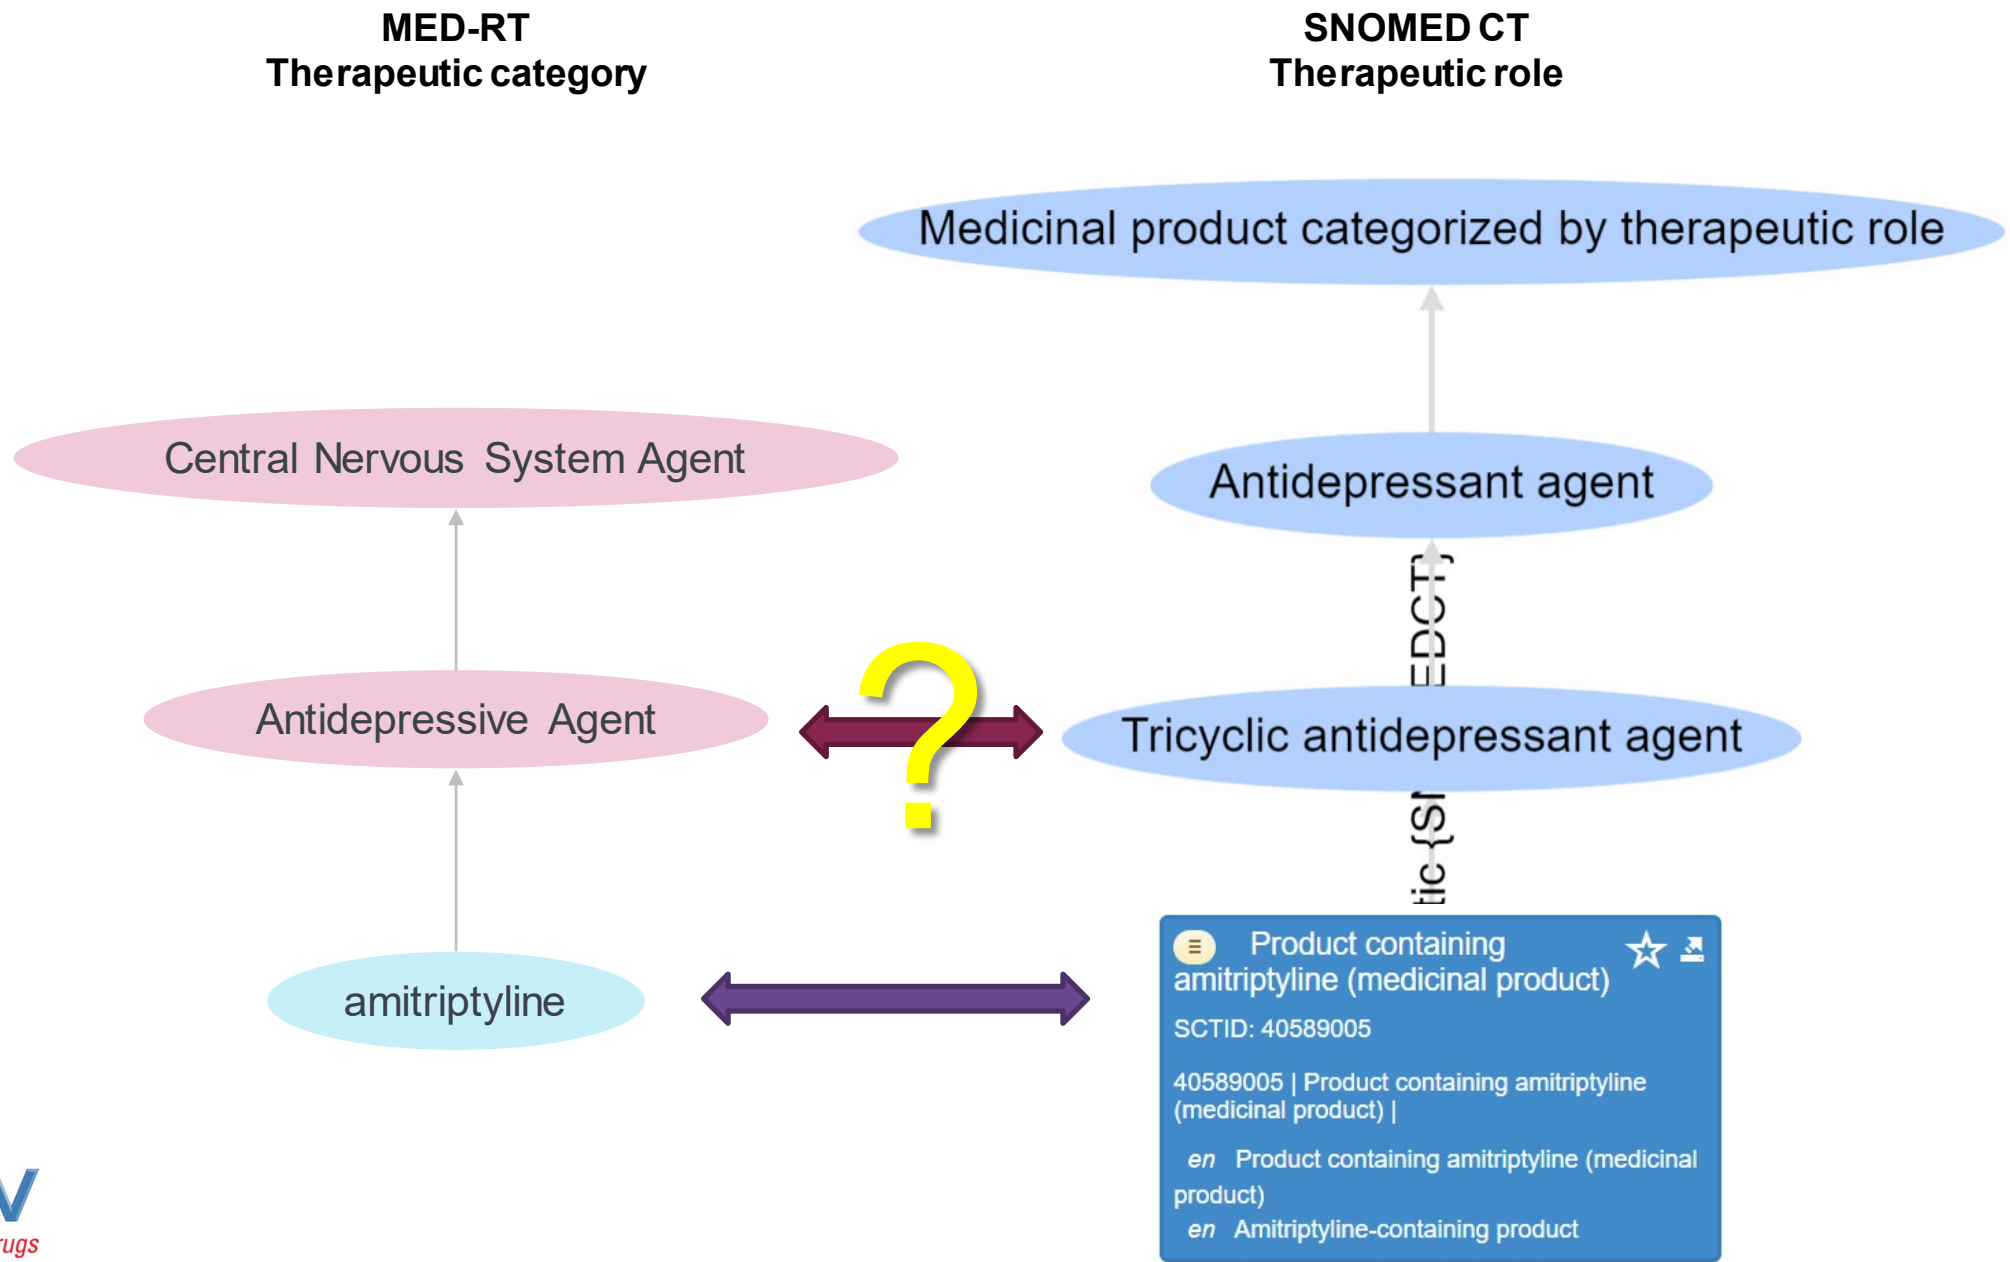 MED-RT
Therapeutic category
SNOMED CT
Therapeutic role
Medicinal product categorized by therapeutic role
Central Nervous System Agent
Antidepressant agent
Antidepressive Agent
?
Tricyclic antidepressant agent
amitriptyline
Product containing
amitriptyline (medicinal product)
SCTID: 40589005
40589005 | Product containing amitriptyline
(medicinal product) |
en Product containing amitriptyline (medicinal
product)
en Amitriptyline-containing product